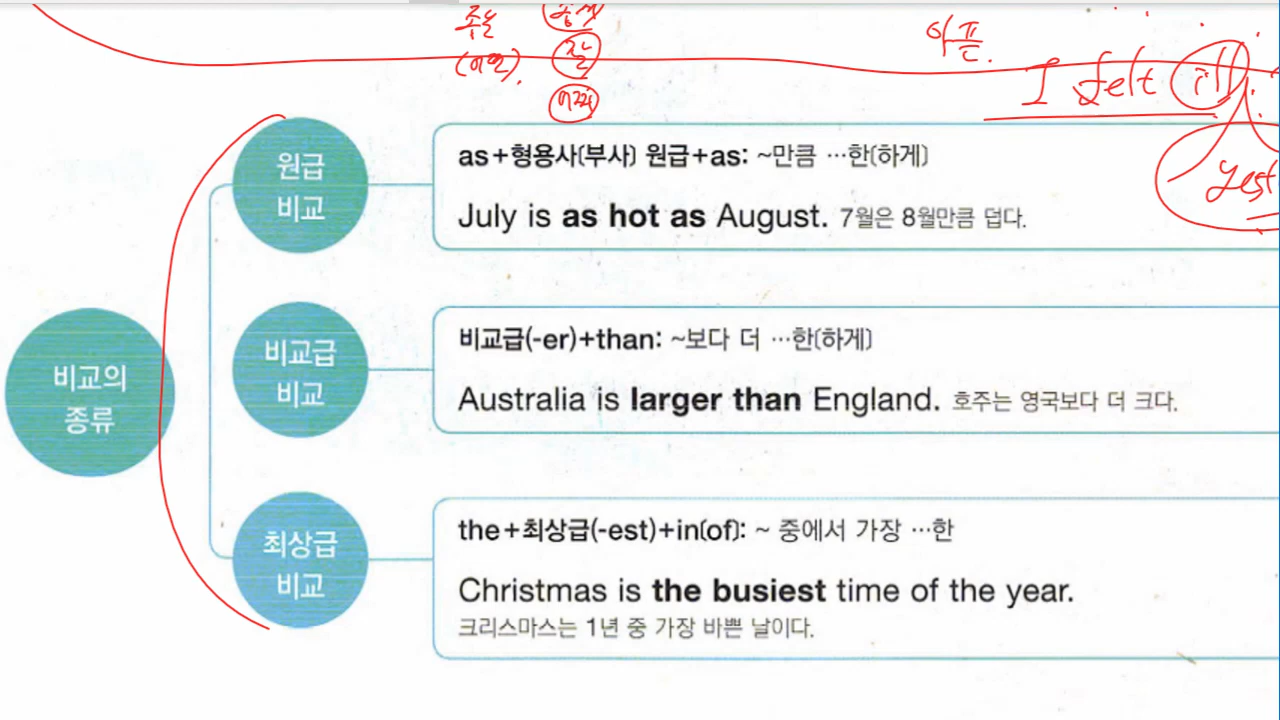 아픈.
I felt ill.
yest
원급
비교
as+형용사(부사) 원급+as: ~만큼 …한(하게)
July is as hot as August. 7월은 8월만큼 덥다.
비교의
종류
비교급
비교
비교급(-er)+than: ~보다 더 …한(하게)
Australia is larger than England. 호주는 영국보다 더 크다.
최상급
비교
the+최상급(-est)+in(of): ~ 중에서 가장 …한
Christmas is the busiest time of the year.
크리스마스는 1년 중 가장 바쁜 날이다.